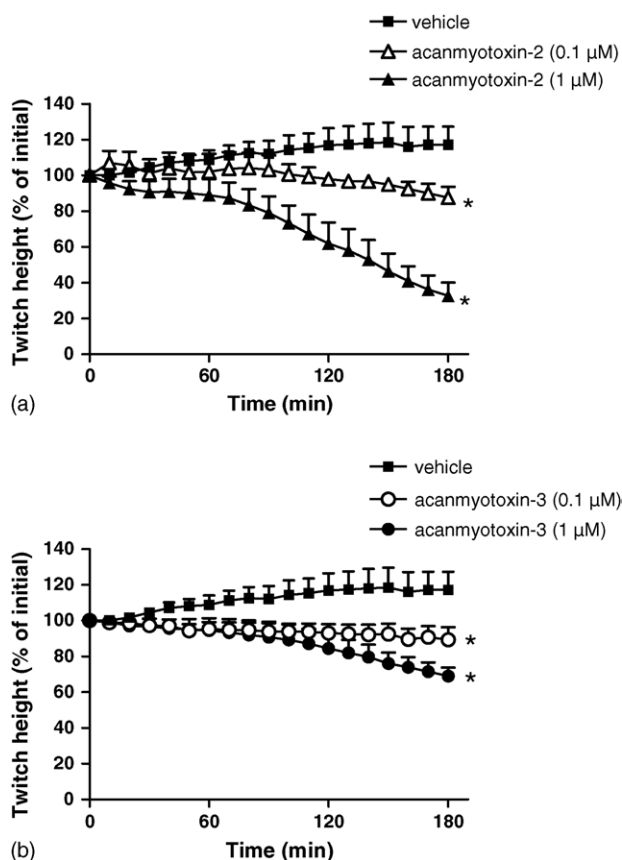 vehicle
acanmyotoxin-2 (0.1 µM)
acanmyotoxin-2 (1 µM)
Twitch height (% of initial)
140
120
100
80
60
40
20
0
*
*
0 60 120 180
(a) Time (min)
vehicle
acanmyotoxin-3 (0.1 µM)
acanmyotoxin-3 (1 µM)
Twitch height (% of initial)
140
120
100
80
60
40
20
0
*
*
0 60 120 180
(b) Time (min)